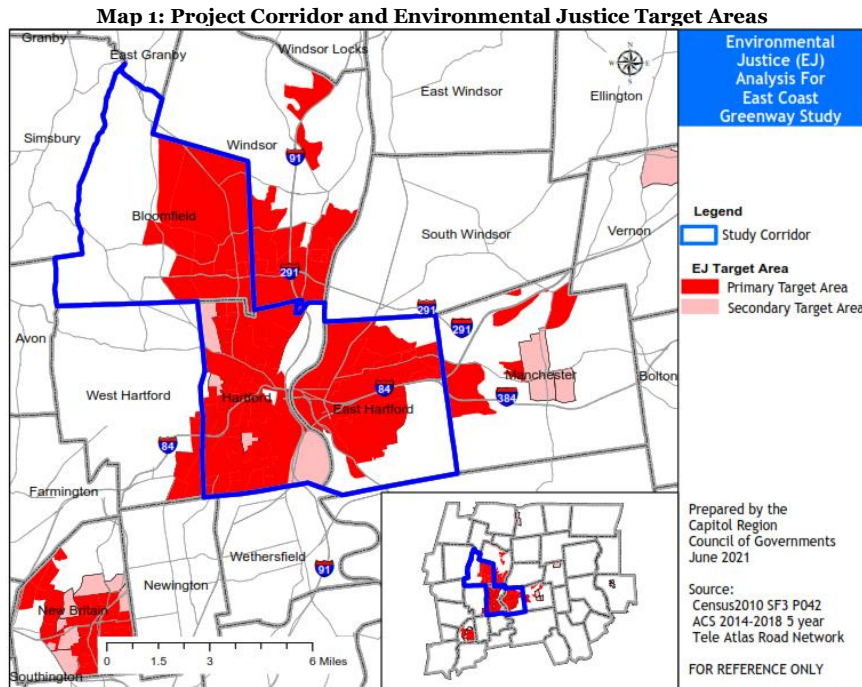 Map 1: Project Corridor and Environmental Justice Target Areas
Granby
East Granby
Windsor Locks
East Windsor
Ellington
Simsbury
Windsor
91
Bloomfield
South Windsor
Vernon
291
291
291
Avon
West Hartford
Hartford
East Hartford
84
Manchester
Bolton
384
84
Farmington
Wethersfield
91
Newington
New Britain
Southington
0
1.5
3
6 Miles
N
W
E
S
Environmental
Justice (EJ)
Analysis For
East Coast
Greenway Study
Legend
Study Corridor
EJ Target Area
Primary Target Area
Secondary Target Area
Prepared by the
Capitol Region
Council of Governments
June 2021
Source:
Census2010 SF3 P042
ACS 2014-2018 5 year
Tele Atlas Road Network
FOR REFERENCE ONLY